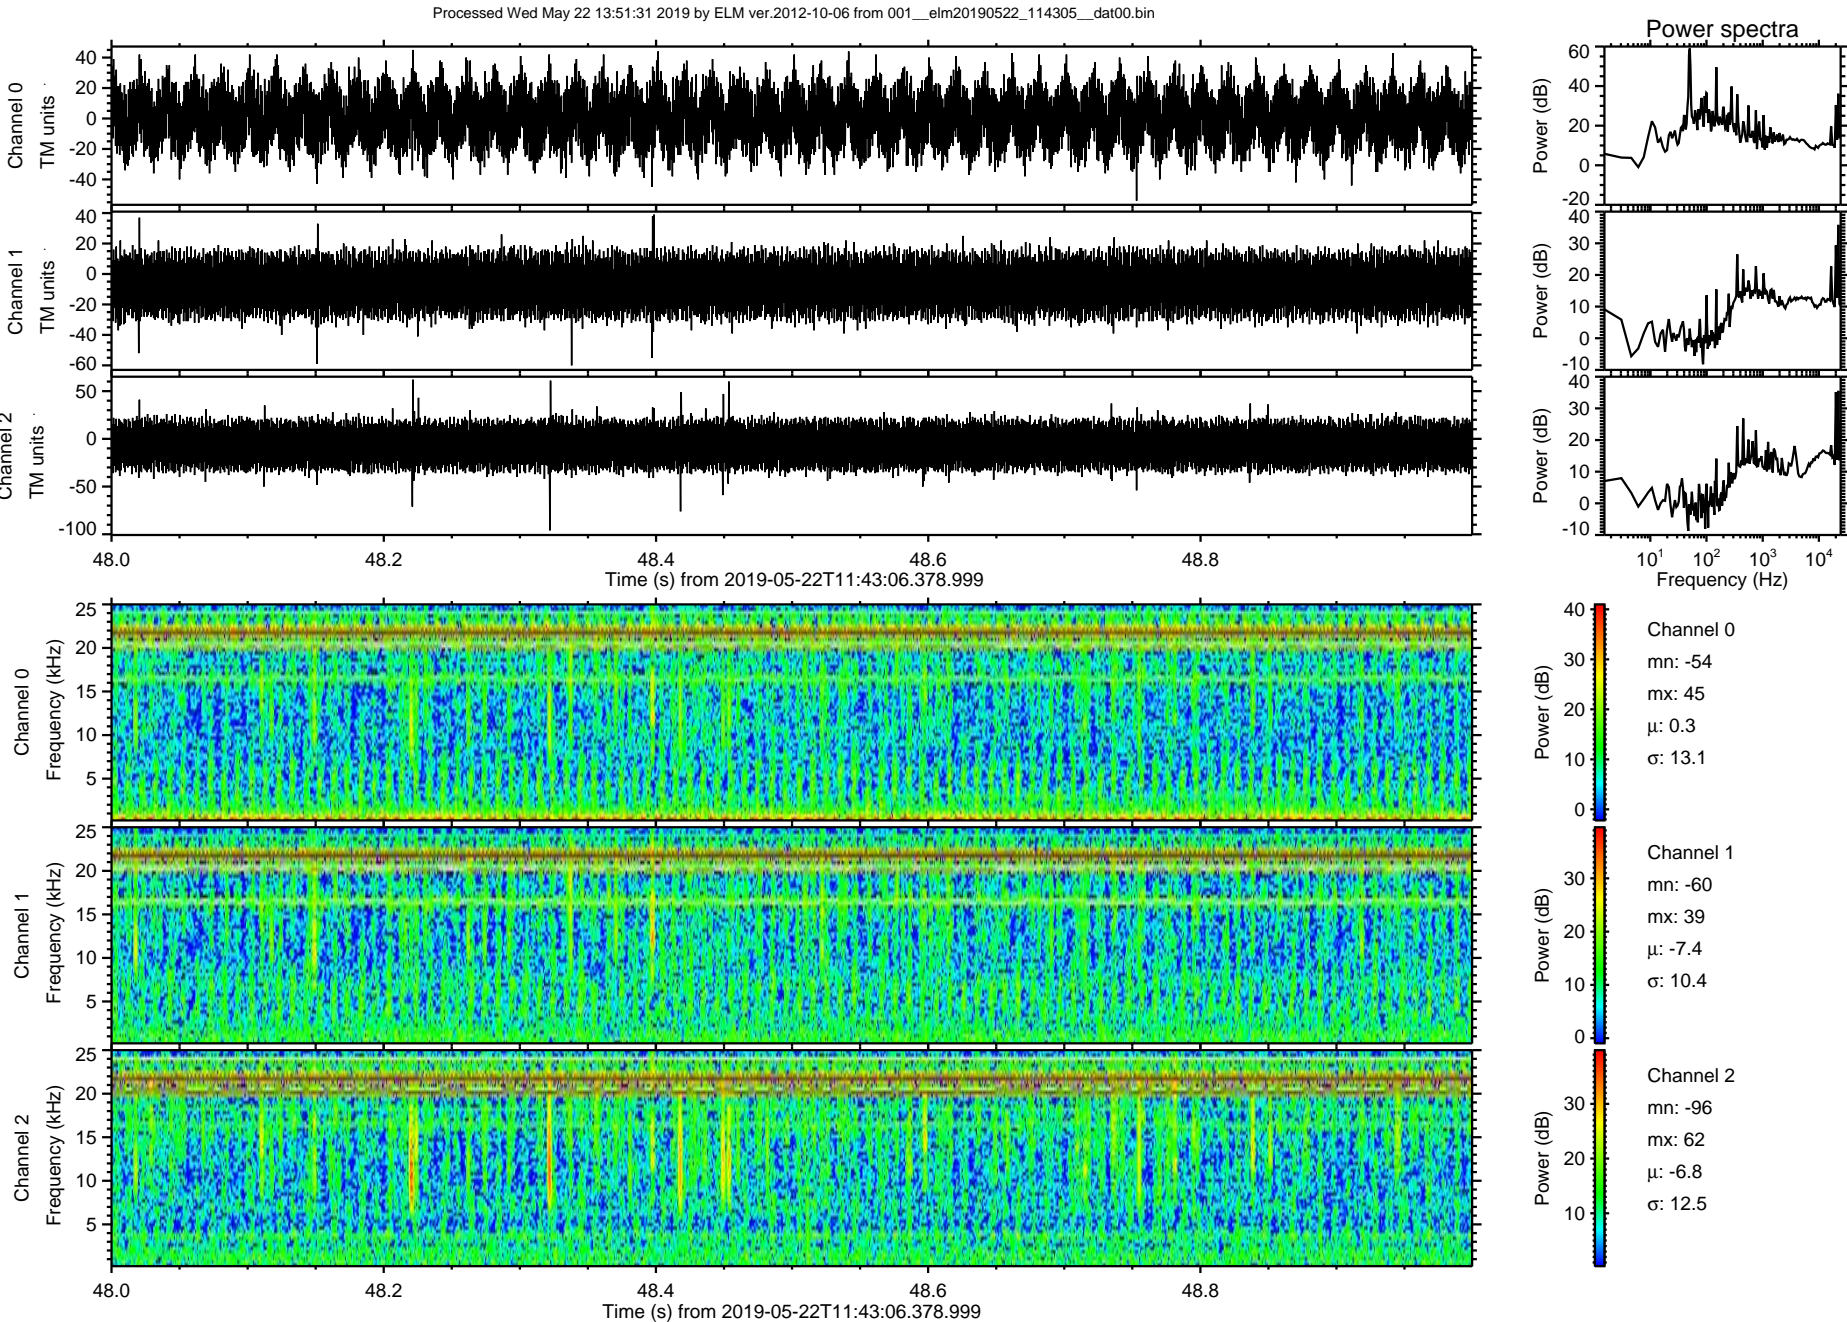 Processed Wed May 22 13:51:31 2019 by ELM ver.2012-10-06 from 001__elm20190522_114305__dat00.bin
Power spectra
Channel 0
TM units
40
20
0
-20
-40
Power (dB)
60
40
20
0
-20
Channel 1
TM units
40
20
0
-20
-40
-60
Power (dB)
40
30
20
10
0
-10
Channel 2
TM units
50
0
-50
-100
Power (dB)
40
30
20
10
0
-10
48.0 48.2 48.4 48.6 48.8
Time (s) from 2019-05-22T11:43:06.378.999
10^1 10^2 10^3 10^4
Frequency (Hz)
Channel 0
Frequency (kHz)
25
20
15
10
5
Power (dB)
40
30
20
10
0
Channel 0
mn: -54
mx: 45
μ: 0.3
σ: 13.1
Channel 1
Frequency (kHz)
25
20
15
10
5
Power (dB)
30
20
10
0
Channel 1
mn: -60
mx: 39
μ: -7.4
σ: 10.4
Channel 2
Frequency (kHz)
25
20
15
10
5
Power (dB)
30
20
10
Channel 2
mn: -96
mx: 62
μ: -6.8
σ: 12.5
48.0 48.2 48.4 48.6 48.8
Time (s) from 2019-05-22T11:43:06.378.999